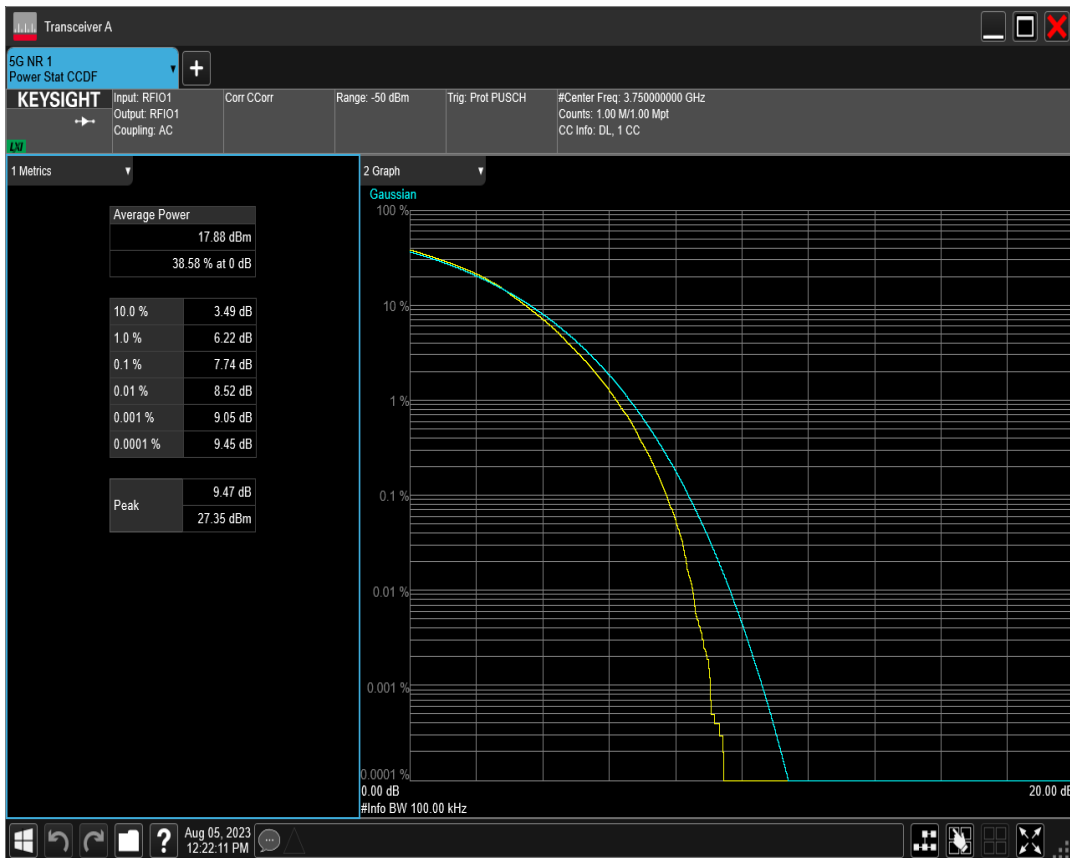 Transceiver A
5G NR 1
Power Stat CCDF
+
KEYSIGHT
LXI
Input: RFIO1
Output: RFIO1
Coupling: AC
Corr CCorr
Range: -50 dBm
Trig: Prot PUSCH
#Center Freq: 3.750000000 GHz
Counts: 1.00 M/1.00 Mpt
CC Info: DL, 1 CC
1 Metrics
Average Power
17.88 dBm
38.58 % at 0 dB
10.0 % 3.49 dB
1.0 % 6.22 dB
0.1 % 7.74 dB
0.01 % 8.52 dB
0.001 % 9.05 dB
0.0001 % 9.45 dB
Peak
9.47 dB
27.35 dBm
2 Graph
Gaussian
100 %
10 %
1 %
0.1 %
0.01 %
0.001 %
0.0001 %
0.00 dB
20.00 dB
#Info BW 100.00 kHz
?
Aug 05, 2023
12:22:11 PM